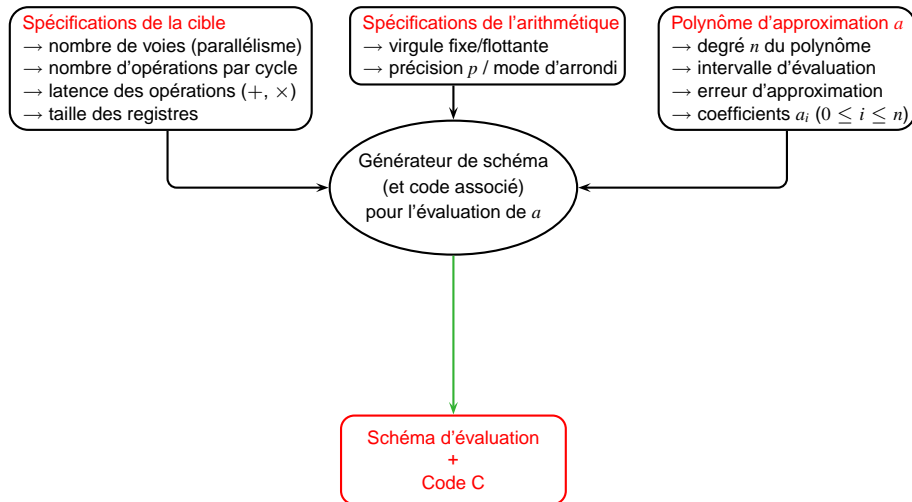 Spécifications de la cible
→ nombre de voies (parallélisme)
→ nombre d'opérations par cycle
→ latence des opérations (+, ×)
→ taille des registres
Spécifications de l'arithmétique
→ virgule fixe/flottante
→ précision p / mode d'arrondi
Polynôme d'approximation a
→ degré n du polynôme
→ intervalle d'évaluation
→ erreur d'approximation
→ coefficients aᵢ (0 ≤ i ≤ n)
Générateur de schéma
(et code associé)
pour l'évaluation de a
Schéma d'évaluation
+
Code C